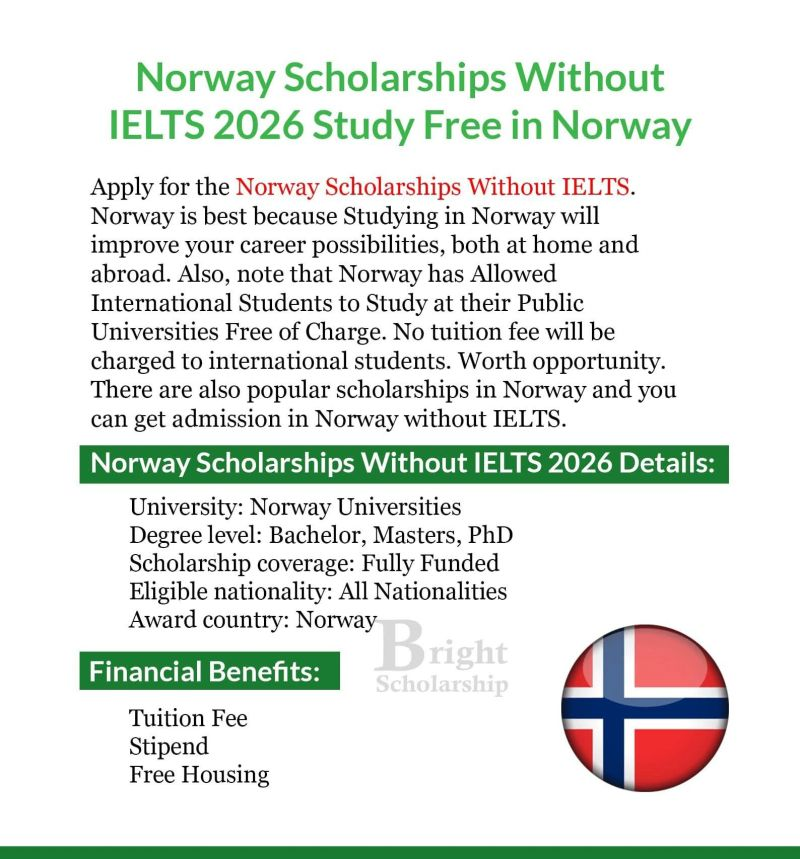 Norway Scholarships Without
IELTS 2026 Study Free in Norway
Apply for the Norway Scholarships Without IELTS.
Norway is best because Studying in Norway will
improve your career possibilities, both at home and
abroad. Also, note that Norway has Allowed
International Students to Study at their Public
Universities Free of Charge. No tuition fee will be
charged to international students. Worth opportunity.
There are also popular scholarships in Norway and you
can get admission in Norway without IELTS.
Norway Scholarships Without IELTS 2026 Details:
University: Norway Universities
Degree level: Bachelor, Masters, PhD
Scholarship coverage: Fully Funded
Eligible nationality: All Nationalities
Award country: Norway
Bright
Scholarship
Financial Benefits:
Tuition Fee
Stipend
Free Housing